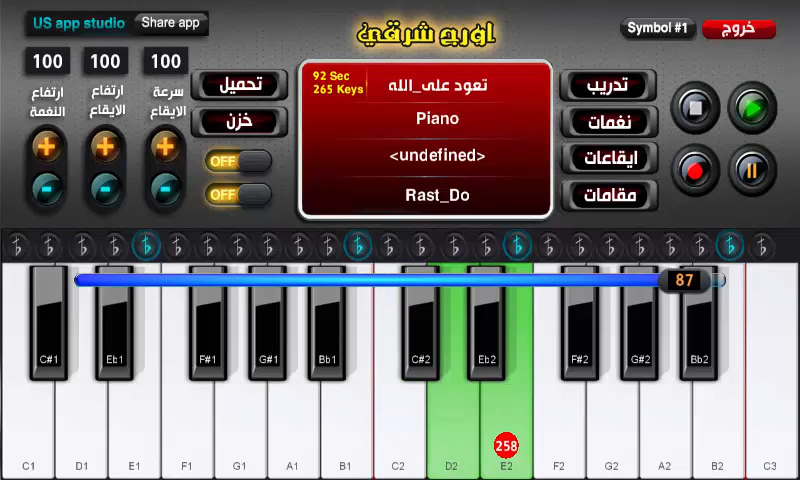 US app studio Share app
اورج شرقي
Symbol #1 خروج
100 100 100
ارتفاع النغمة
ارتفاع الايقاع
سرعة الايقاع
تحميل
خزن
OFF
OFF
92 Sec
265 Keys
تعود على_الله
Piano
<undefined>
Rast_Do
تدريب
نغمات
ايقاعات
مقامات
87
C#1 Eb1 F#1 G#1 Bb1 C#2 Eb2 F#2 G#2 Bb2
258
C1 D1 E1 F1 G1 A1 B1 C2 D2 E2 F2 G2 A2 B2 C3